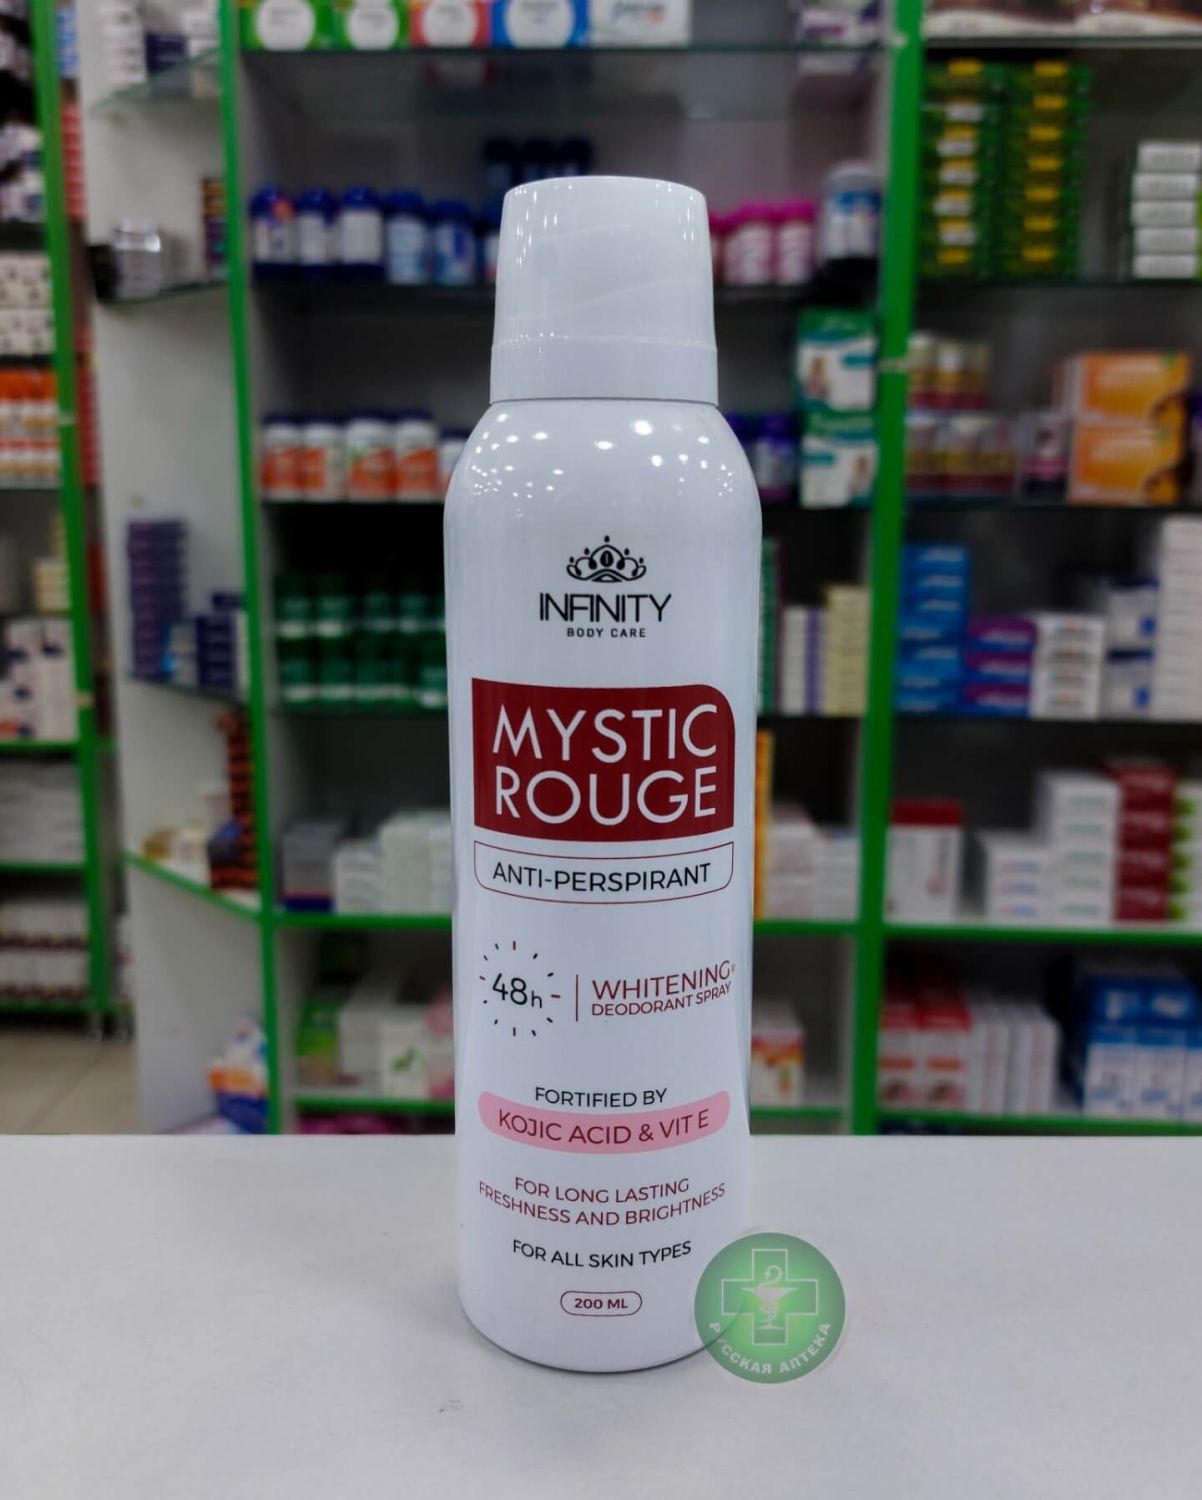 INFINITY
BODY CARE
MYSTIC
ROUGE
ANTI-PERSPIRANT
48h
WHITENING
DEODORANT SPRAY
FORTIFIED BY
KOJIC ACID & VIT E
FOR LONG LASTING
FRESHNESS AND BRIGHTNESS
FOR ALL SKIN TYPES
200 ML
РУССКАЯ АПТЕКА